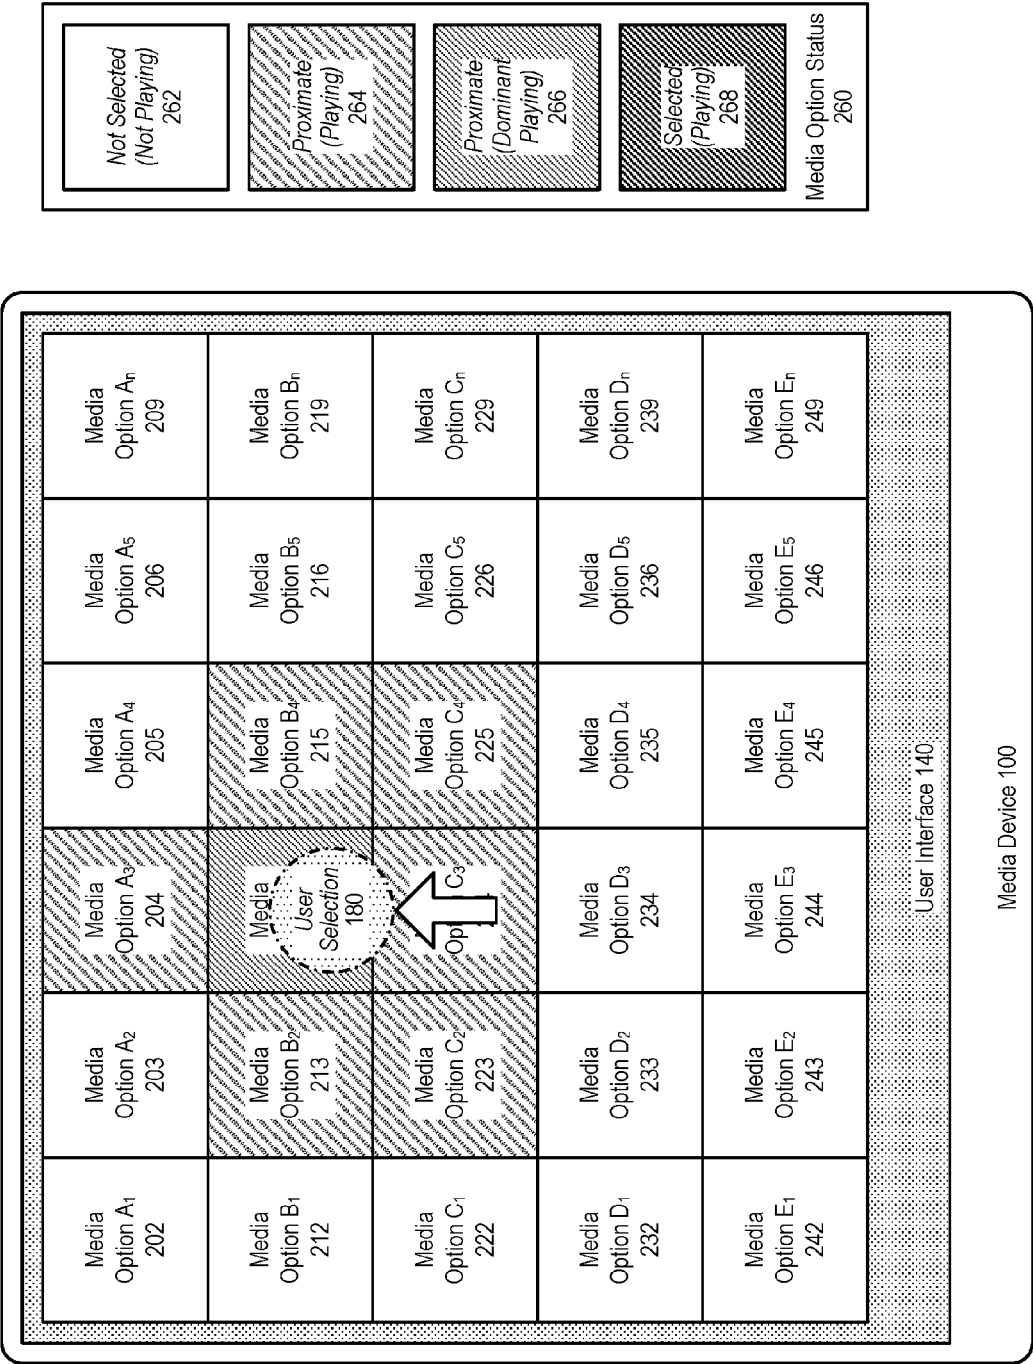 Media
Option A₁
202
Media
Option A₂
203
Media
Option A₃
204
Media
Option A₄
205
Media
Option A₅
206
Media
Option Aₙ
209
Media
Option B₁
212
Media
Option B₂
213
Media
User
Selection
180
Media
Option B₄
215
Media
Option B₅
216
Media
Option Bₙ
219
Media
Option C₁
222
Media
Option C₂
223
C₃
Media
Option C₄
225
Media
Option C₅
226
Media
Option Cₙ
229
Media
Option D₁
232
Media
Option D₂
233
Media
Option D₃
234
Media
Option D₄
235
Media
Option D₅
236
Media
Option Dₙ
239
Media
Option E₁
242
Media
Option E₂
243
Media
Option E₃
244
Media
Option E₄
245
Media
Option E₅
246
Media
Option Eₙ
249
User Interface 140
Media Device 100
Not Selected
(Not Playing)
262
Proximate
(Playing)
264
Proximate
(Dominant
Playing)
266
Selected
(Playing)
268
Media Option Status
260